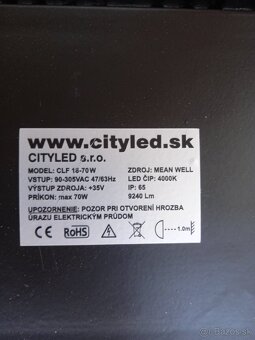 www.cityled.sk
CITYLED s.r.o.
MODEL: CLF 16-70W ZDROJ: MEAN WELL
VSTUP: 90-305VAC 47/63Hz LED ČIP: 4000K
VÝSTUP ZDROJA: +35V IP: 65
PRÍKON: max 70W 9240 Lm
UPOZORNENIE: POZOR PRI OTVORENÍ HROZBA
ÚRAZU ELEKTRICKÝM PRÚDOM
CE RoHS 1.0m